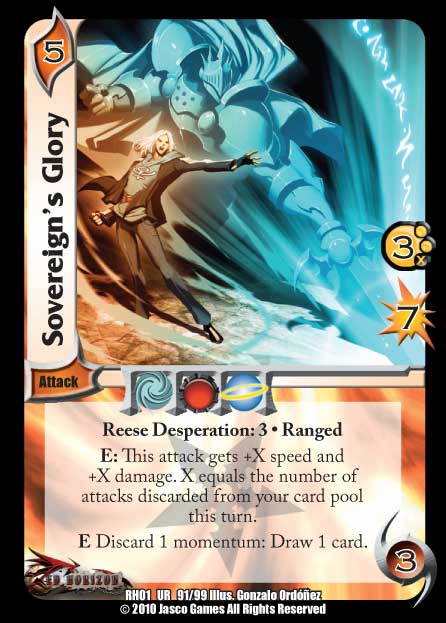 5
Sovereign's Glory
3
x
7
Attack
Reese Desperation: 3 • Ranged
E: This attack gets +X speed and
+X damage. X equals the number of
attacks discarded from your card pool
this turn.
E Discard 1 momentum: Draw 1 card.
RED HORIZON
3
RH01 UR 91/99 Illus. Gonzalo Ordóñez
© 2010 Jasco Games All Rights Reserved